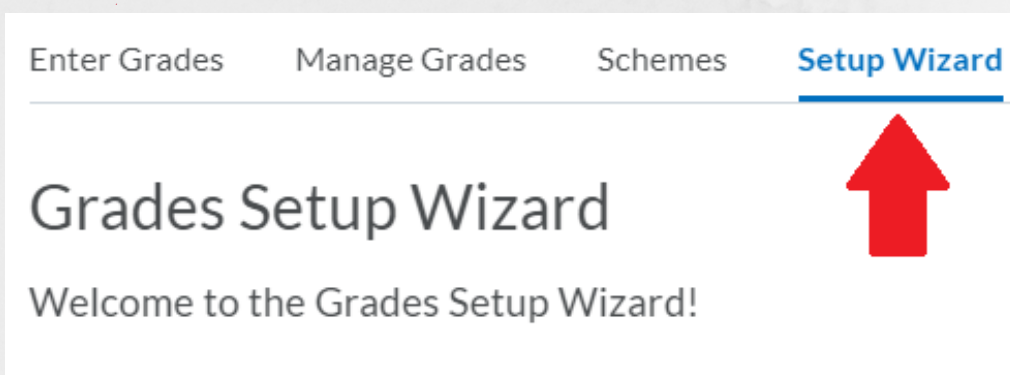 Enter Grades Manage Grades Schemes Setup Wizard
Grades Setup Wizard
Welcome to the Grades Setup Wizard!